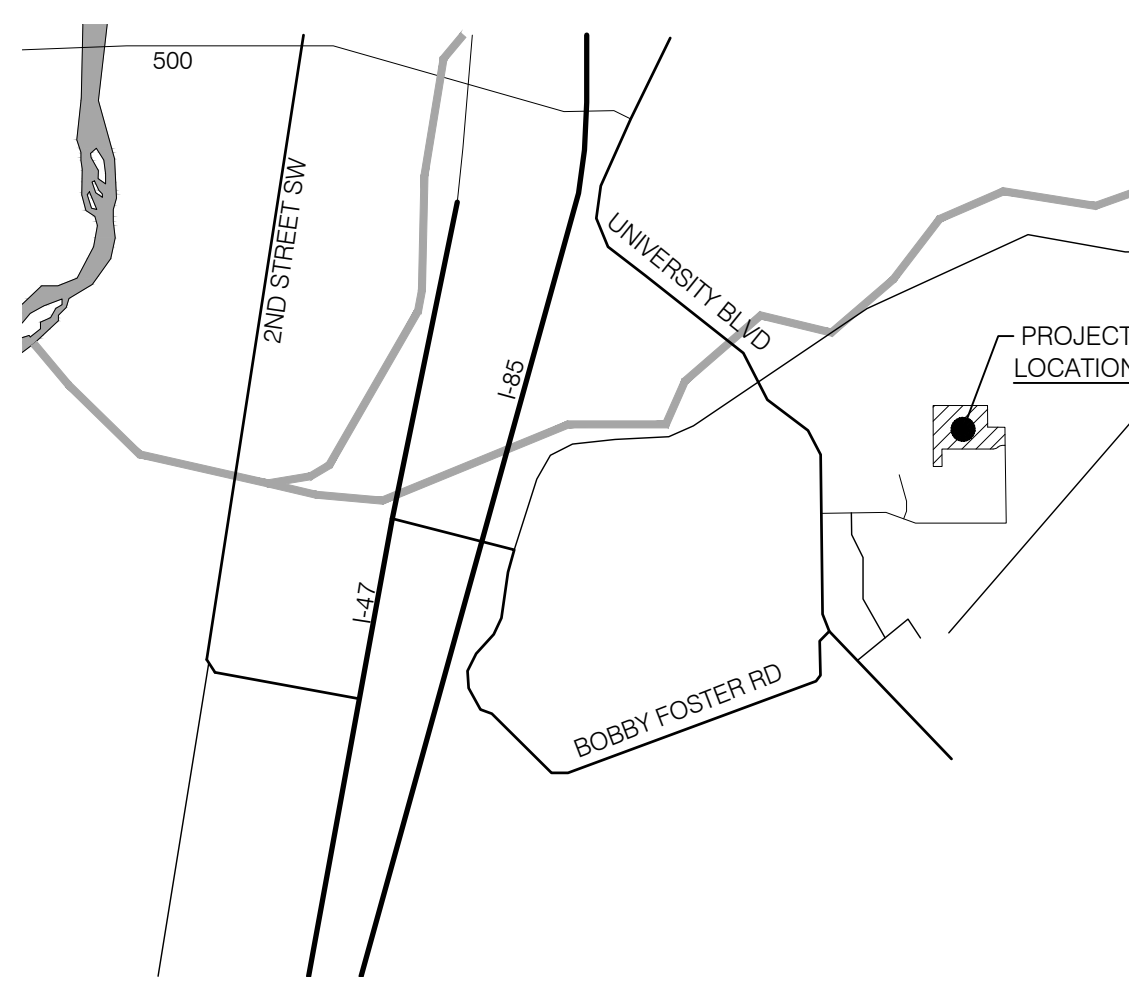 500
2ND STREET SW
UNIVERSITY BLVD
PROJECT
LOCATION
I-85
I-47
BOBBY FOSTER RD